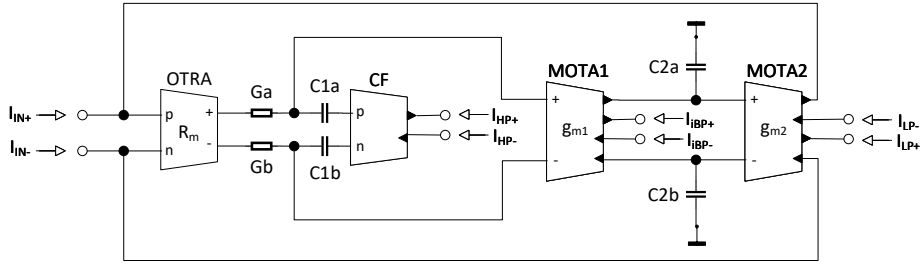 OTRA
Ga
C1a
CF
MOTA1
C2a
MOTA2
I_IN+
p
R_m
+
p
I_HP+
+
g_m1
I_iBP+
+
g_m2
I_LP-
I_IN-
n
-
n
I_HP-
-
I_iBP-
-
I_LP+
Gb
C1b
C2b